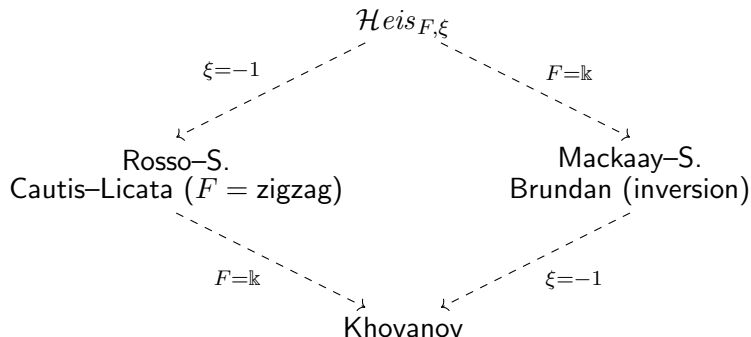 𝓗eis_{F,ξ}
ξ=−1
F=𝕜
Rosso–S.
Mackaay–S.
Cautis–Licata (F = zigzag)
Brundan (inversion)
F=𝕜
ξ=−1
Khovanov